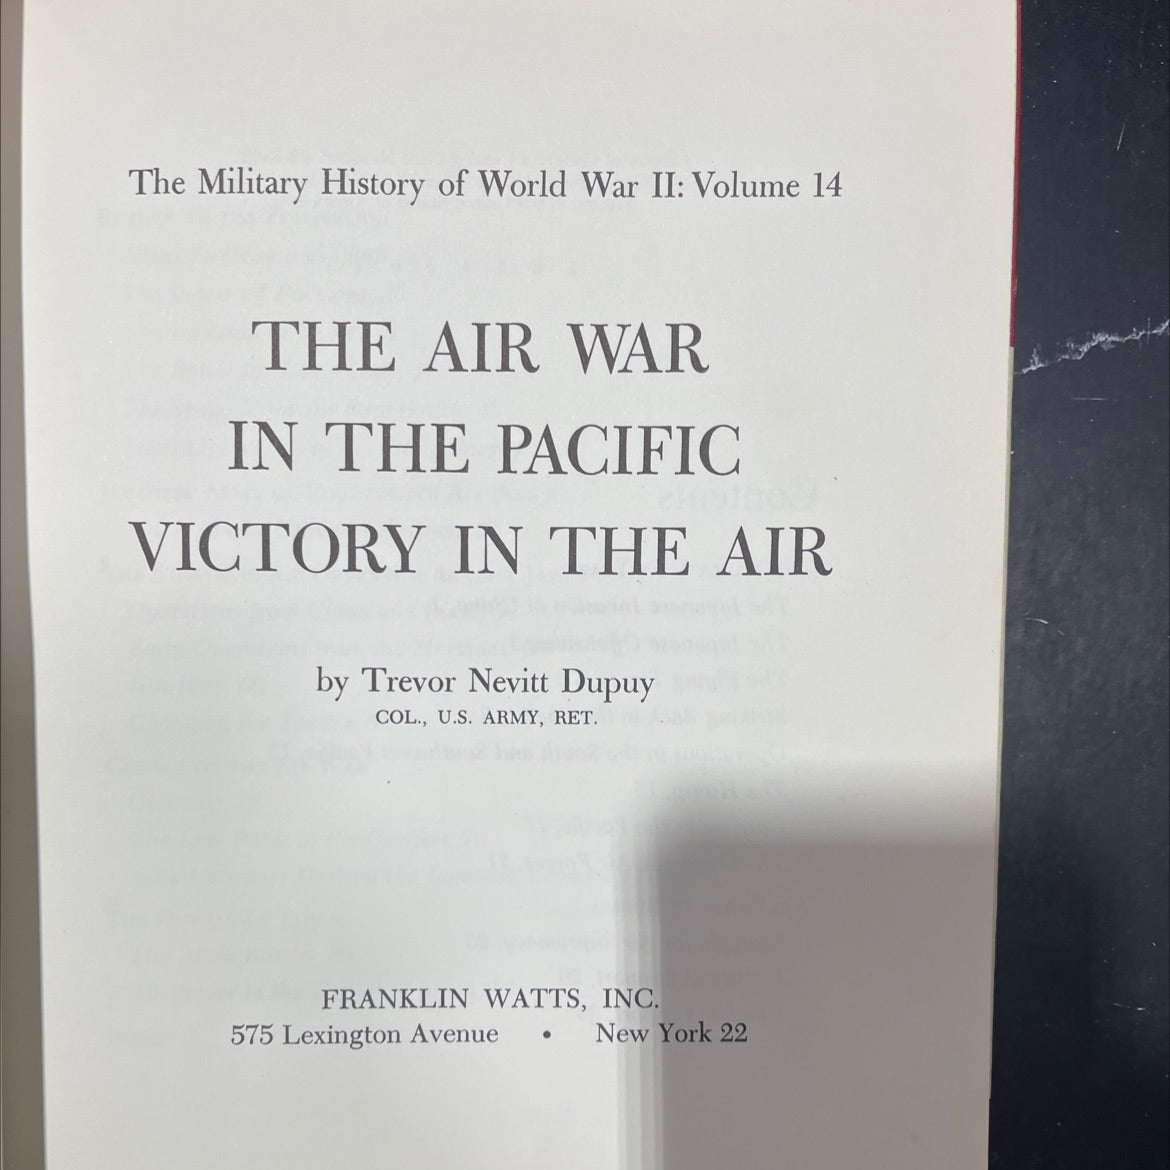 The Military History of World War II: Volume 14
THE AIR WAR
IN THE PACIFIC
VICTORY IN THE AIR
by Trevor Nevitt Dupuy
COL., U.S. ARMY, RET.
FRANKLIN WATTS, INC.
575 Lexington Avenue • New York 22